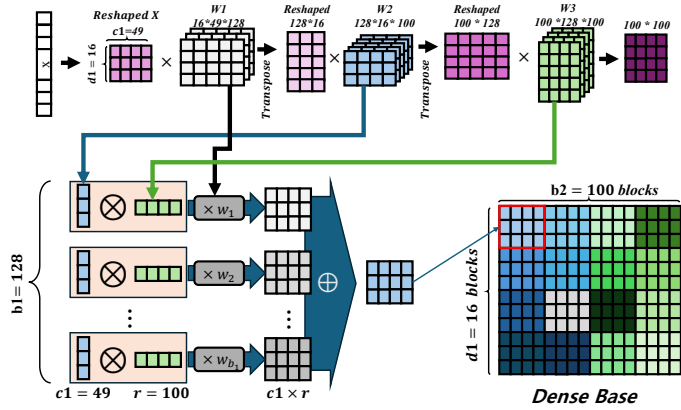 Reshaped X
c1=49
d1 = 16
X
×
W1
16*49*128
Transpose
Reshaped
128*16
×
W2
128*16*100
Transpose
Reshaped
100 * 128
×
W3
100 *128 *100
100 * 100
b1= 128
⊗
× w₁
⊗
× w₂
⋮
⋮
⊗
× w_{b₁}
⊕
c1 = 49
r = 100
c1 × r
b2 = 100 blocks
d1 = 16 blocks
Dense Base